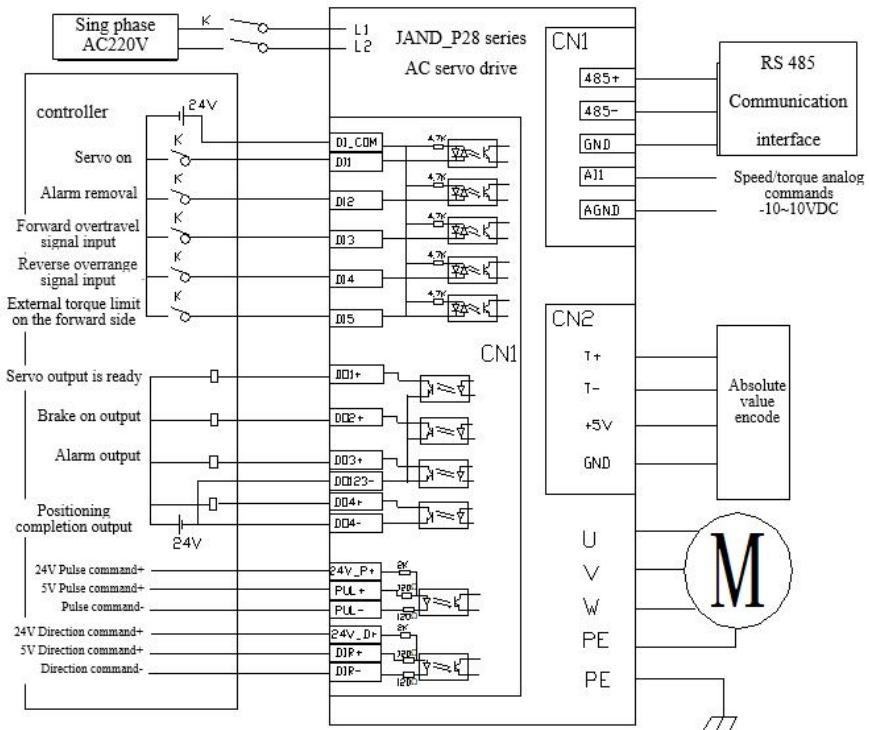 Sing phase
AC220V
K
L1
L2
JAND_P28 series
AC servo drive
CN1
485+
485-
GND
AI1
AGND
RS 485
Communication
interface
Speed/torque analog
commands
-10~10VDC
controller
24V
Servo on
K
Alarm removal
K
Forward overtravel
signal input
K
Reverse overrange
signal input
K
External torque limit
on the forward side
K
DI_COM
DI1
DI2
DI3
DI4
DI5
4.7K
4.7K
4.7K
4.7K
4.7K
CN1
Servo output is ready
Brake on output
Alarm output
Positioning
completion output
24V
DO1+
DO2+
DO3+
DO123-
DO4+
DO4-
CN2
T+
T-
+5V
GND
Absolute
value
encode
24V Pulse command+
5V Pulse command+
Pulse command-
24V Direction command+
5V Direction command+
Direction command-
24V_P+
PUL+
PUL-
24V_D+
DIR+
DIR-
2K
120Ω
120Ω
2K
120Ω
120Ω
U
V
W
PE
PE
M